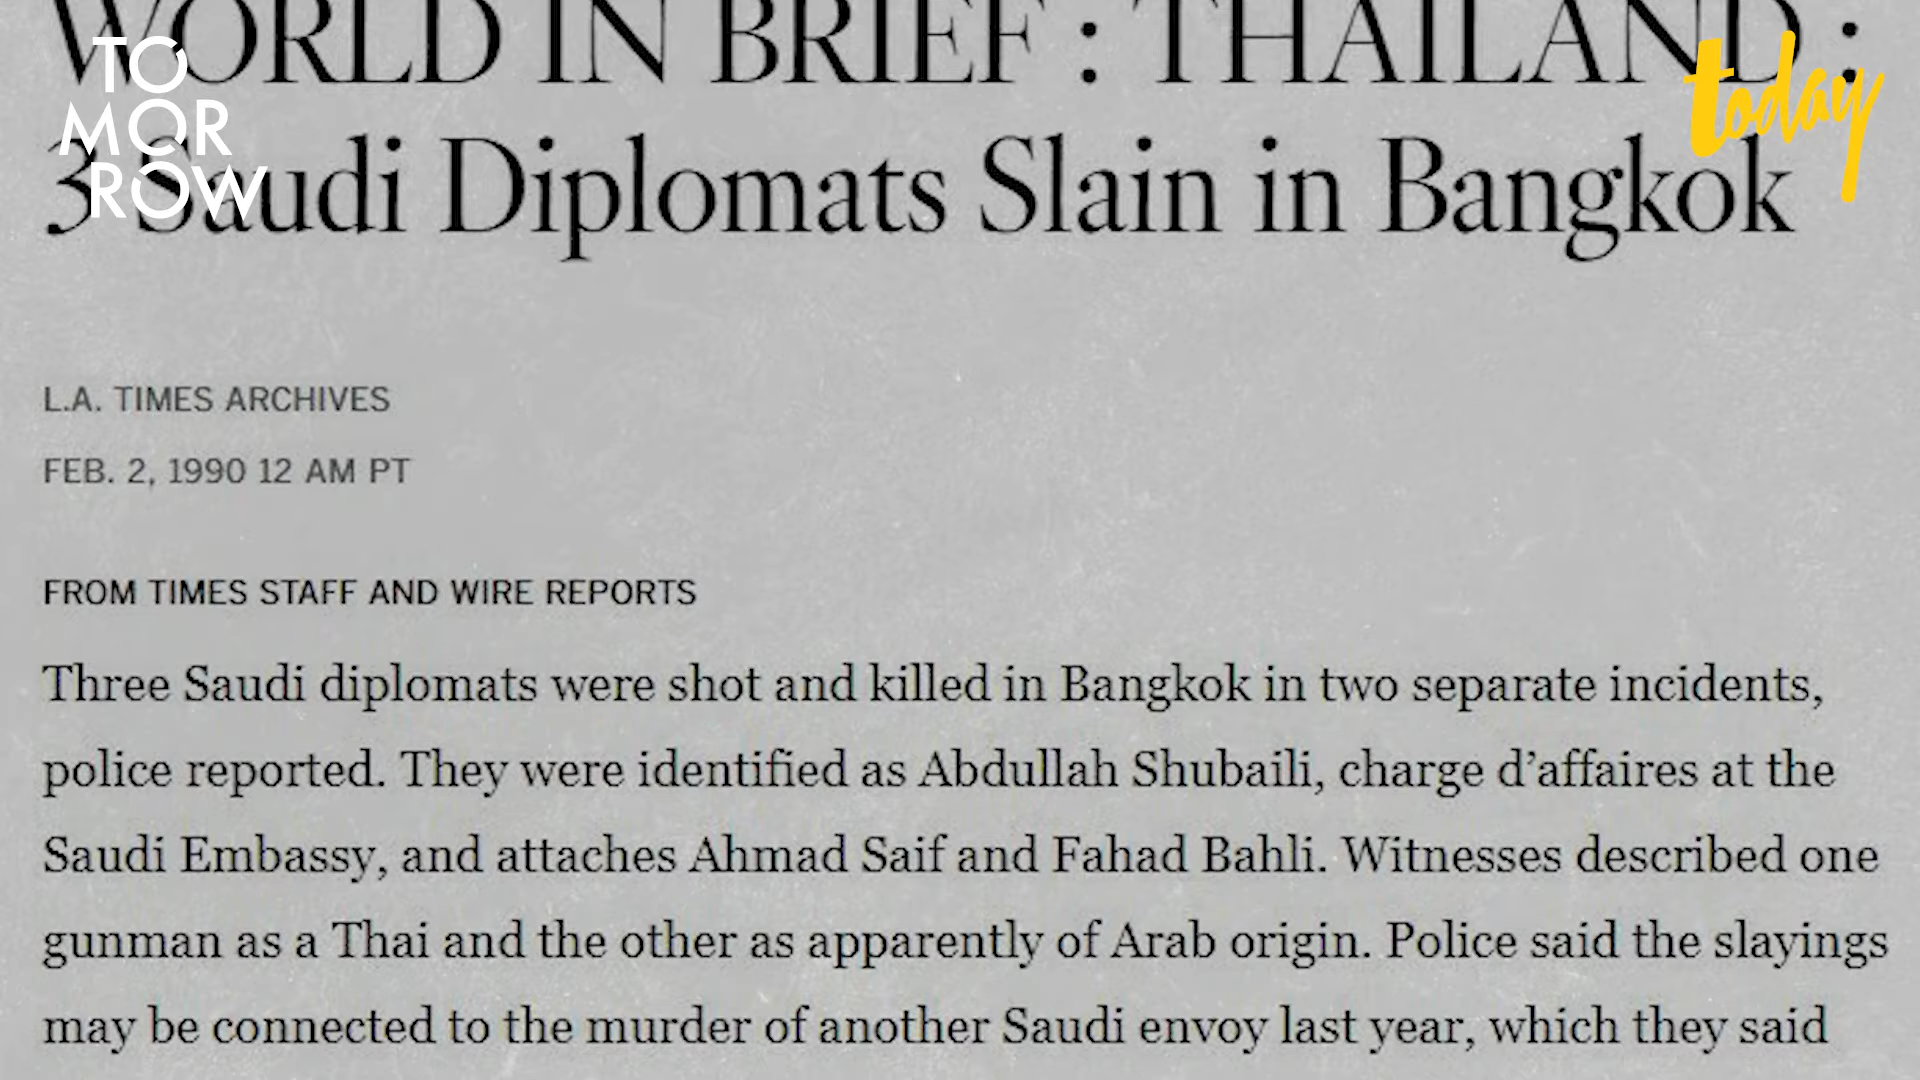 WORLD IN BRIEF : THAILAND :
3 Saudi Diplomats Slain in Bangkok
TO
MOR
ROW
today
L.A. TIMES ARCHIVES
FEB. 2, 1990 12 AM PT
FROM TIMES STAFF AND WIRE REPORTS
Three Saudi diplomats were shot and killed in Bangkok in two separate incidents,
police reported. They were identified as Abdullah Shubaili, charge d’affaires at the
Saudi Embassy, and attaches Ahmad Saif and Fahad Bahli. Witnesses described one
gunman as a Thai and the other as apparently of Arab origin. Police said the slayings
may be connected to the murder of another Saudi envoy last year, which they said